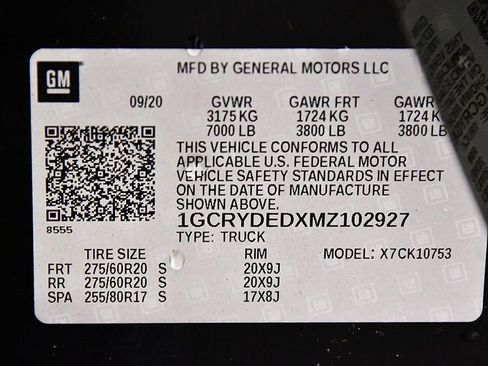 GM
MFD BY GENERAL MOTORS LLC
09/20 GVWR GAWR FRT GAWR
3175 KG 1724 KG 1724 KG
7000 LB 3800 LB 3800 LB
THIS VEHICLE CONFORMS TO ALL
APPLICABLE U.S. FEDERAL MOTOR
VEHICLE SAFETY STANDARDS IN EFFECT
ON THE DATE OF MANUFACTURE
SHOWN ABOVE.
8555
1GCRYDEDXMZ102927
TYPE: TRUCK
TIRE SIZE RIM MODEL: X7CK10753
FRT 275/60R20 S 20X9J
RR 275/60R20 S 20X9J
SPA 255/80R17 S 17X8J